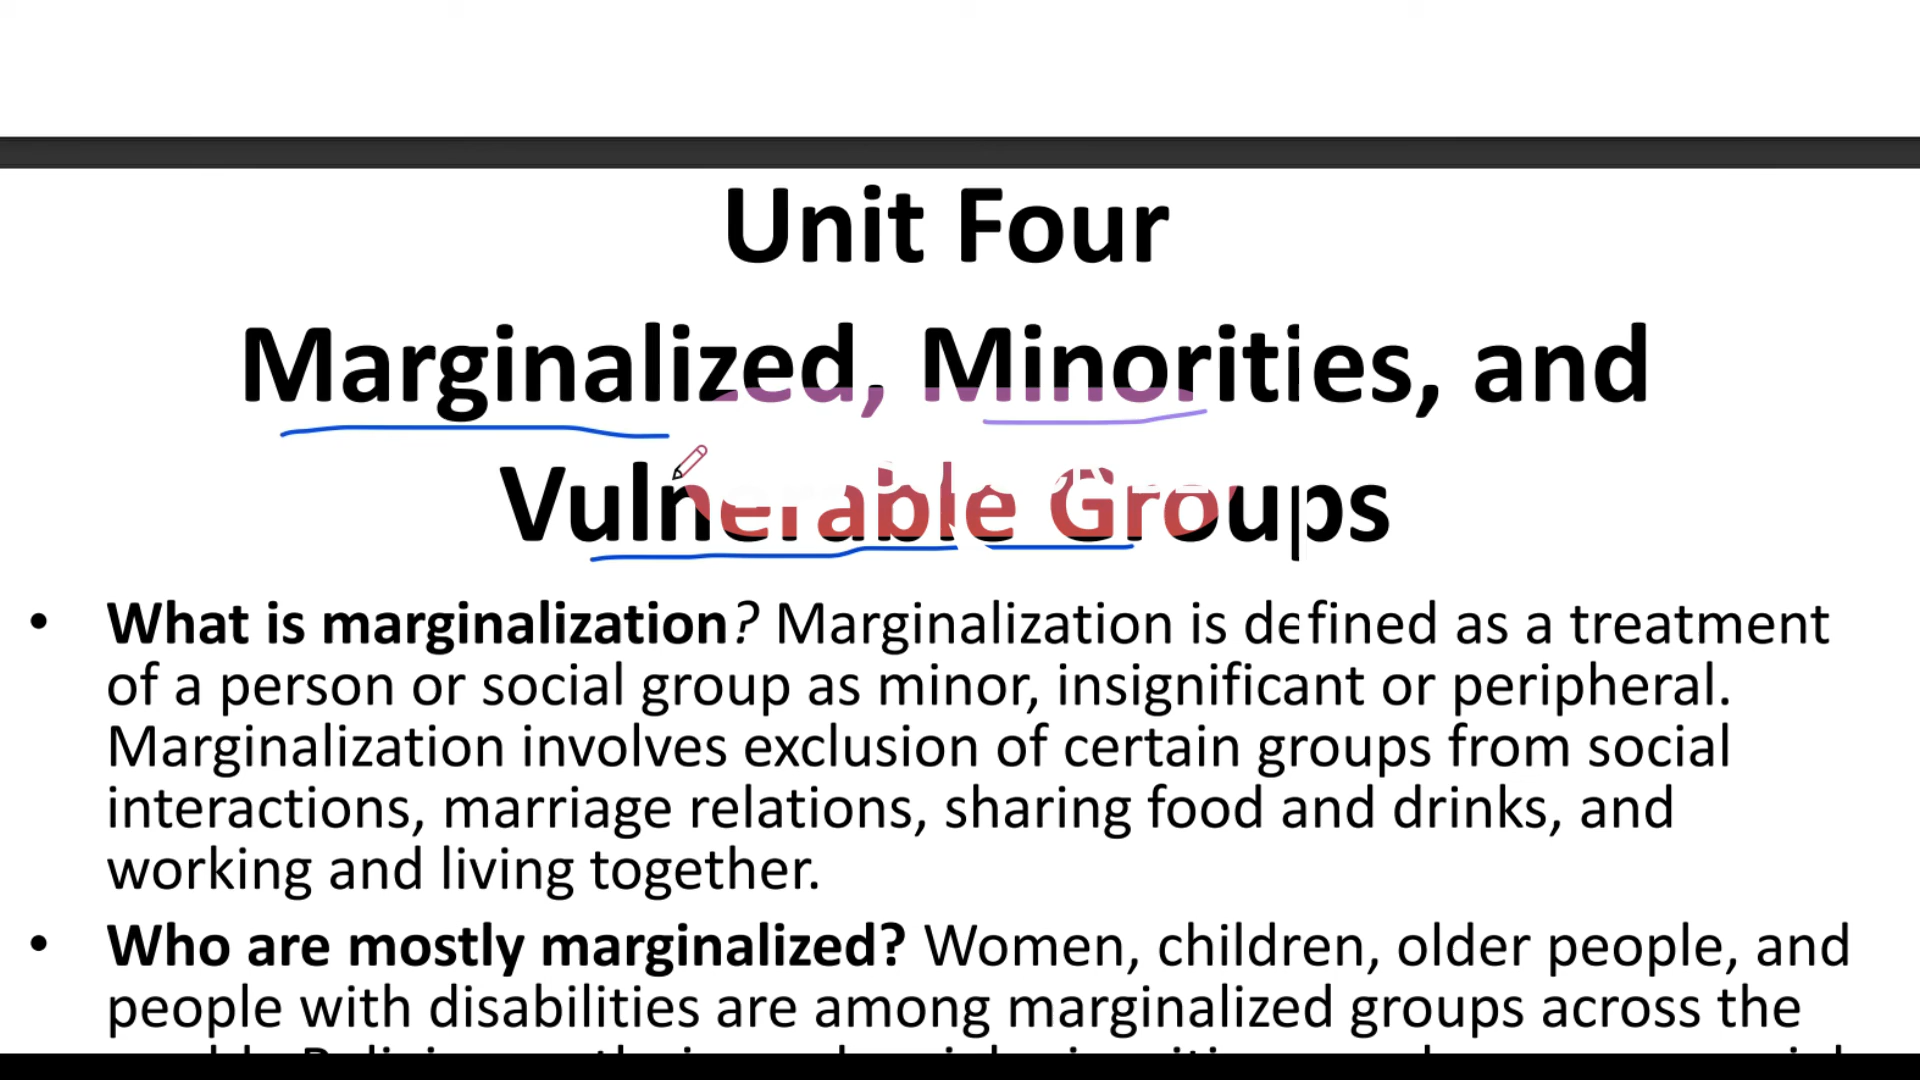 Unit Four
Marginalized, Minorities, and
Vulnerable Groups
• What is marginalization? Marginalization is defined as a treatment
of a person or social group as minor, insignificant or peripheral.
Marginalization involves exclusion of certain groups from social
interactions, marriage relations, sharing food and drinks, and
working and living together.
• Who are mostly marginalized? Women, children, older people, and
people with disabilities are among marginalized groups across the